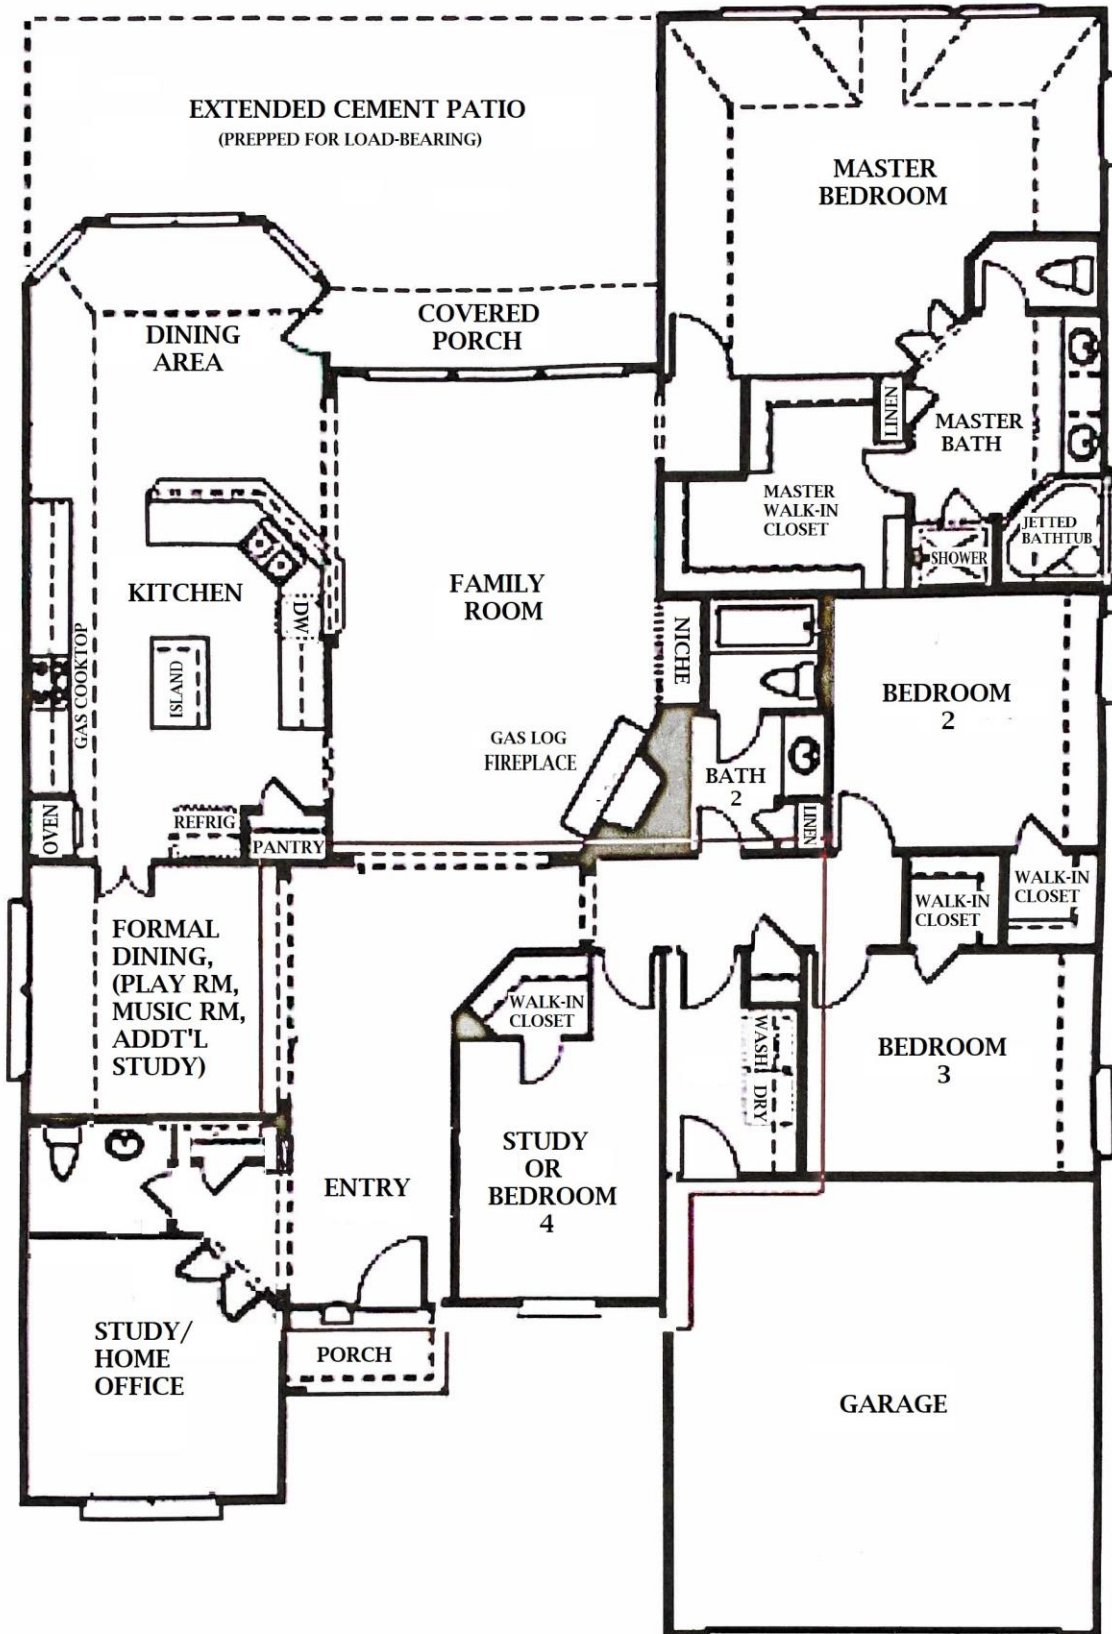 EXTENDED CEMENT PATIO
(PREPPED FOR LOAD-BEARING)
MASTER
BEDROOM
COVERED
PORCH
DINING
AREA
LINEN
MASTER
BATH
MASTER
WALK-IN
CLOSET
JETTED
BATHTUB
SHOWER
KITCHEN
FAMILY
ROOM
DW
NICHE
GAS COOKTOP
ISLAND
BEDROOM
2
GAS LOG
FIREPLACE
BATH
2
OVEN
REFRIG
PANTRY
LINEN
WALK-IN
CLOSET
WALK-IN
CLOSET
FORMAL
DINING,
(PLAY RM,
MUSIC RM,
ADDT'L
STUDY)
WALK-IN
CLOSET
WASH
DRY
BEDROOM
3
STUDY
OR
BEDROOM
4
ENTRY
STUDY/
HOME
OFFICE
PORCH
GARAGE